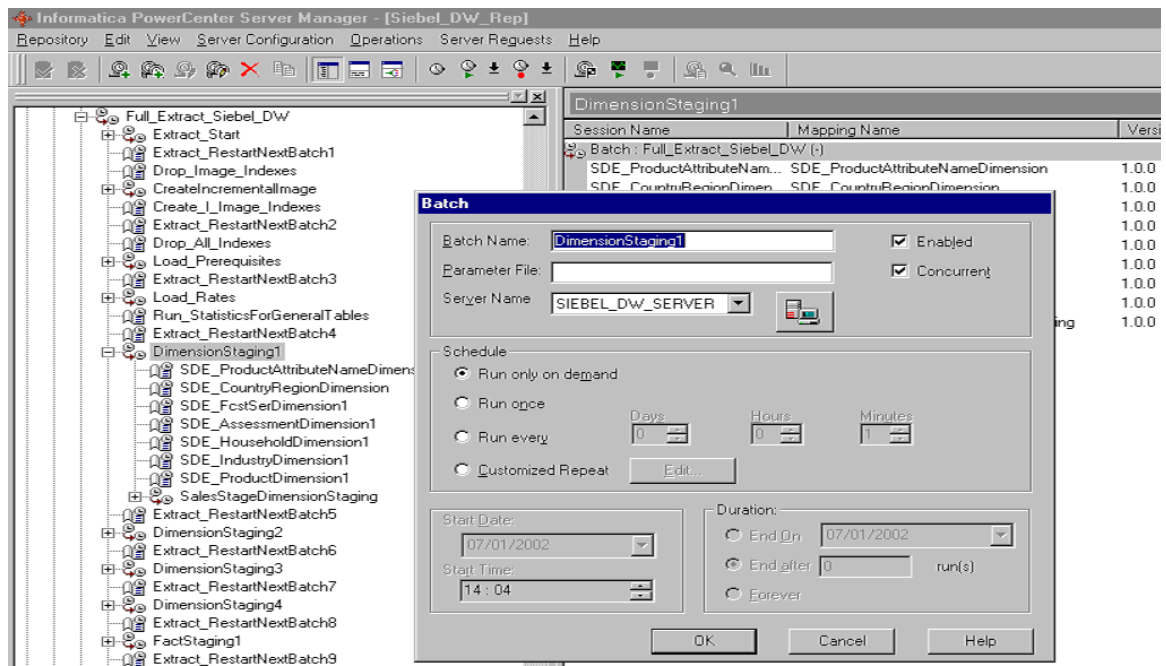 Informatica PowerCenter Server Manager - [Siebel_DW_Rep]
Repository Edit View Server Configuration Operations Server Reguests Help
Full_Extract_Siebel_DW
Extract_Start
Extract_RestartNextBatch1
Drop_Image_Indexes
CreateIncrementalImage
Create_I_Image_Indexes
Extract_RestartNextBatch2
Drop_All_Indexes
Load_Prerequisites
Extract_RestartNextBatch3
Load_Rates
Run_StatisticsForGeneralTables
Extract_RestartNextBatch4
DimensionStaging1
SDE_ProductAttributeNameDimens
SDE_CountryRegionDimension
SDE_FcstSerDimension1
SDE_AssessmentDimension1
SDE_HouseholdDimension1
SDE_IndustryDimension1
SDE_ProductDimension1
SalesStageDimensionStaging
Extract_RestartNextBatch5
DimensionStaging2
Extract_RestartNextBatch6
DimensionStaging3
Extract_RestartNextBatch7
DimensionStaging4
Extract_RestartNextBatch8
FactStaging1
Extract_RestartNextBatch9
DimensionStaging1
Session Name Mapping Name Versi
Batch : Full_Extract_Siebel_DW (-)
SDE_ProductAttributeNam... SDE_ProductAttributeNameDimension 1.0.0
SDE_CountryRegionDimen... SDE_CountryRegionDimension 1.0.0
1.0.0
1.0.0
1.0.0
1.0.0
1.0.0
1.0.0
ing 1.0.0
Batch
Batch Name: DimensionStaging1 Enabled
Parameter File: Concurrent
Server Name SIEBEL_DW_SERVER
Schedule
Run only on demand
Run once
Days Hours Minutes
Run every 0 0 1
Customized Repeat Edit...
Start Date:
07/01/2002
Start Time:
14 : 04
Duration:
End On 07/01/2002
End after 0 run(s)
Forever
OK Cancel Help